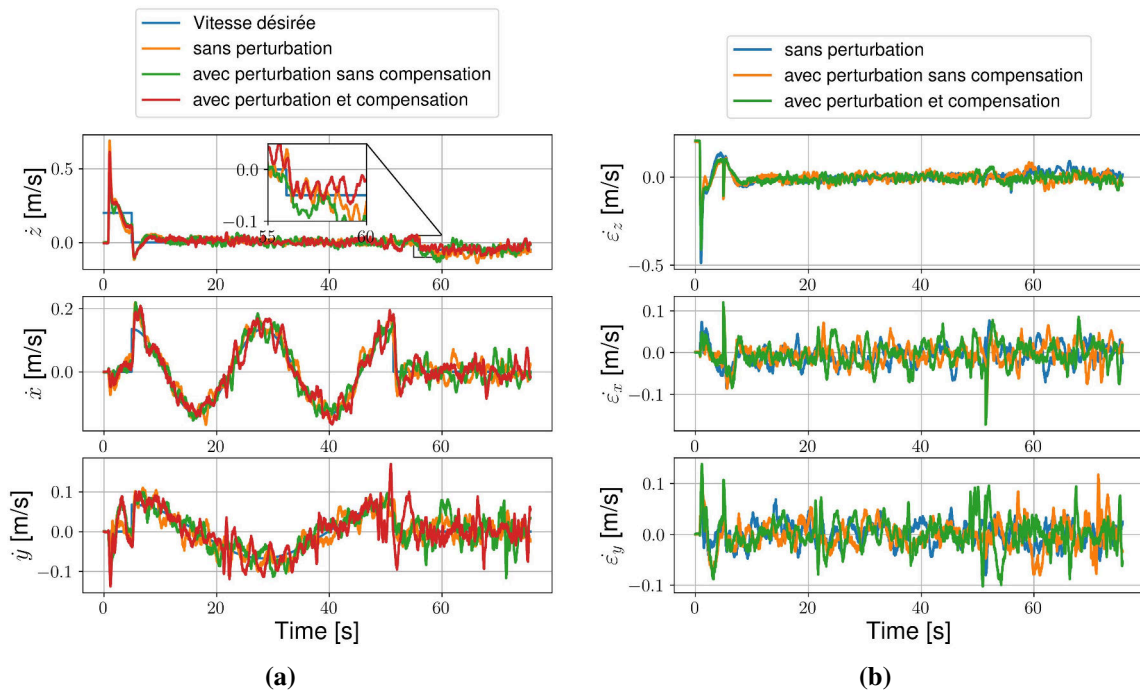 Vitesse désirée
sans perturbation
avec perturbation sans compensation
avec perturbation et compensation
ż [m/s]
0.5
0.0
0.0
−0.1
55
60
0
20
40
60
ẋ [m/s]
0.2
0.0
0
20
40
60
ẏ [m/s]
0.1
0.0
−0.1
0
20
40
60
Time [s]
(a)
sans perturbation
avec perturbation sans compensation
avec perturbation et compensation
ε̇z [m/s]
0.0
−0.5
0
20
40
60
ε̇x [m/s]
0.1
0.0
−0.1
0
20
40
60
ε̇y [m/s]
0.1
0.0
−0.1
0
20
40
60
Time [s]
(b)